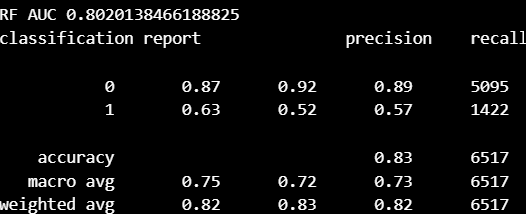 RF AUC 0.8020138466188825
classification report precision recall
0 0.87 0.92 0.89 5095
1 0.63 0.52 0.57 1422
accuracy 0.83 6517
macro avg 0.75 0.72 0.73 6517
weighted avg 0.82 0.83 0.82 6517